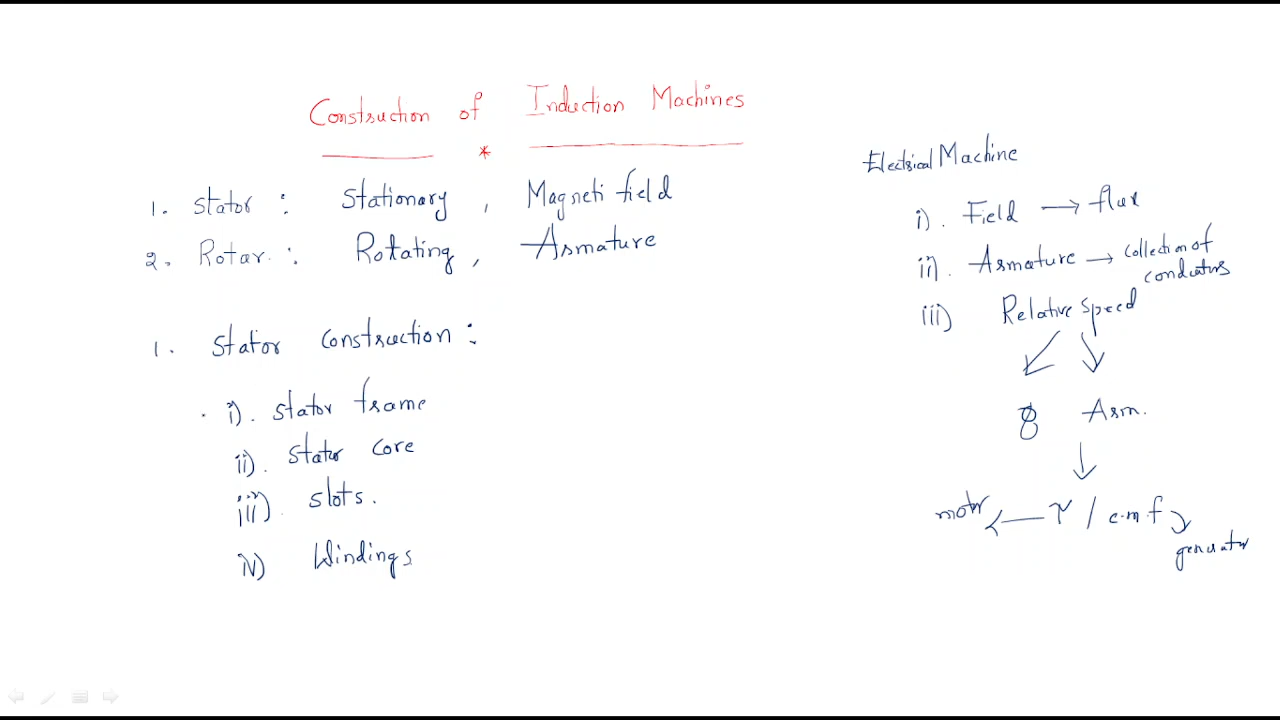 Construction of Induction Machines
*
1. Stator : Stationary, Magneti field
2. Rotar. : Rotating, Armature
1. Stator construction :
i). Stator frame
ii). Stator core
iii). Slots.
iv) Windings
Electrical Machine
i). Field → flux
ii). Armature → collection of
conductors
iii) Relative Speed
ϕ Arm.
motor ← τ / e.m.f
generator